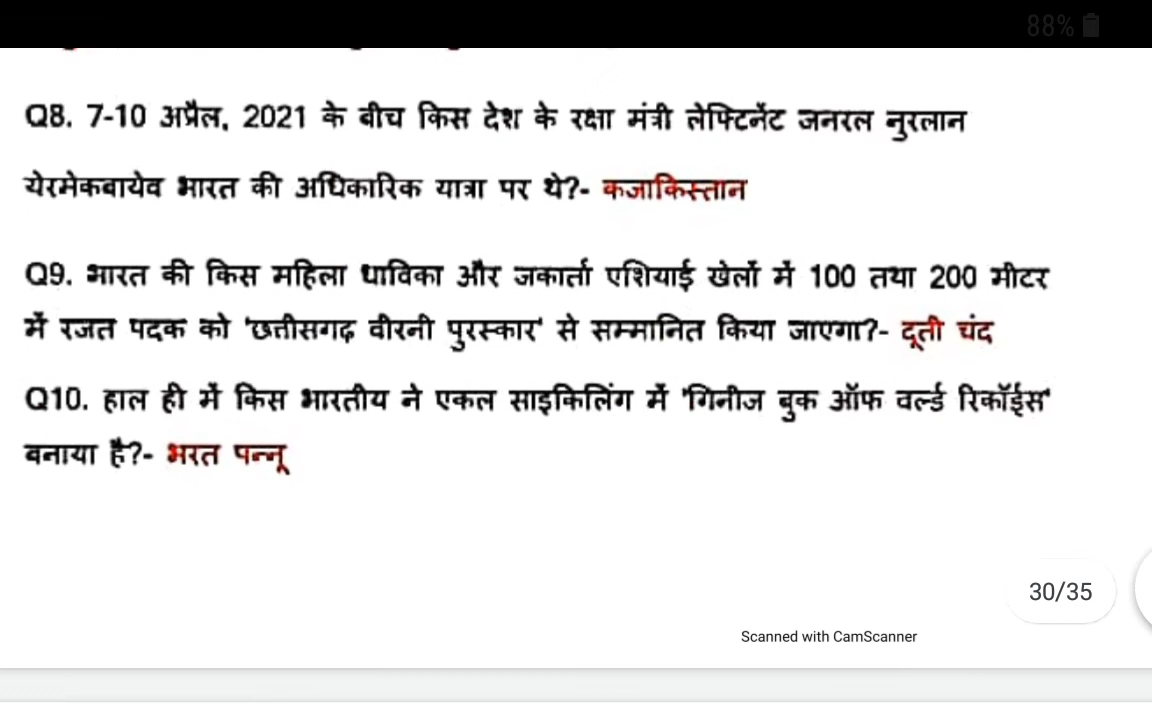 88%
Q8. 7-10 अप्रैल, 2021 के बीच किस देश के रक्षा मंत्री लेफ्टिनेंट जनरल नुरलान
येरमेकबायेव भारत की अधिकारिक यात्रा पर थे?- कजाकिस्तान
Q9. भारत की किस महिला धाविका और जकार्ता एशियाई खेलों में 100 तथा 200 मीटर
में रजत पदक को 'छत्तीसगढ़ वीरनी पुरस्कार' से सम्मानित किया जाएगा?- दूती चंद
Q10. हाल ही में किस भारतीय ने एकल साइकिलिंग में 'गिनीज बुक ऑफ वर्ल्ड रिकॉर्ड्स'
बनाया है?- भरत पन्नू
30/35
Scanned with CamScanner